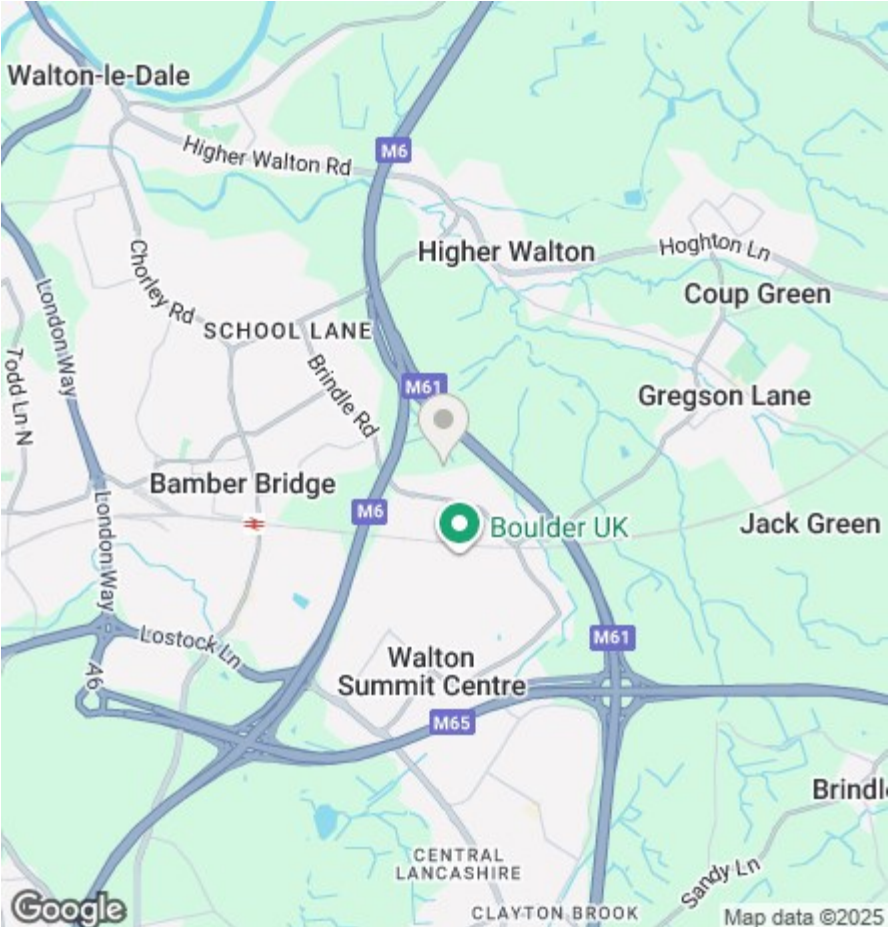 Walton-le-Dale
M6
Higher Walton Rd
Higher Walton
Hoghton Ln
Chorley Rd
London Way
Coup Green
SCHOOL LANE
Todd Ln N
Brindle Rd
M61
Gregson Lane
Bamber Bridge
M6
London Way
Boulder UK
Jack Green
Lostock Ln
M61
A6
Walton
Summit Centre
M65
Brindle
CENTRAL
LANCASHIRE
Sandy Ln
CLAYTON BROOK
Google
Map data ©2025